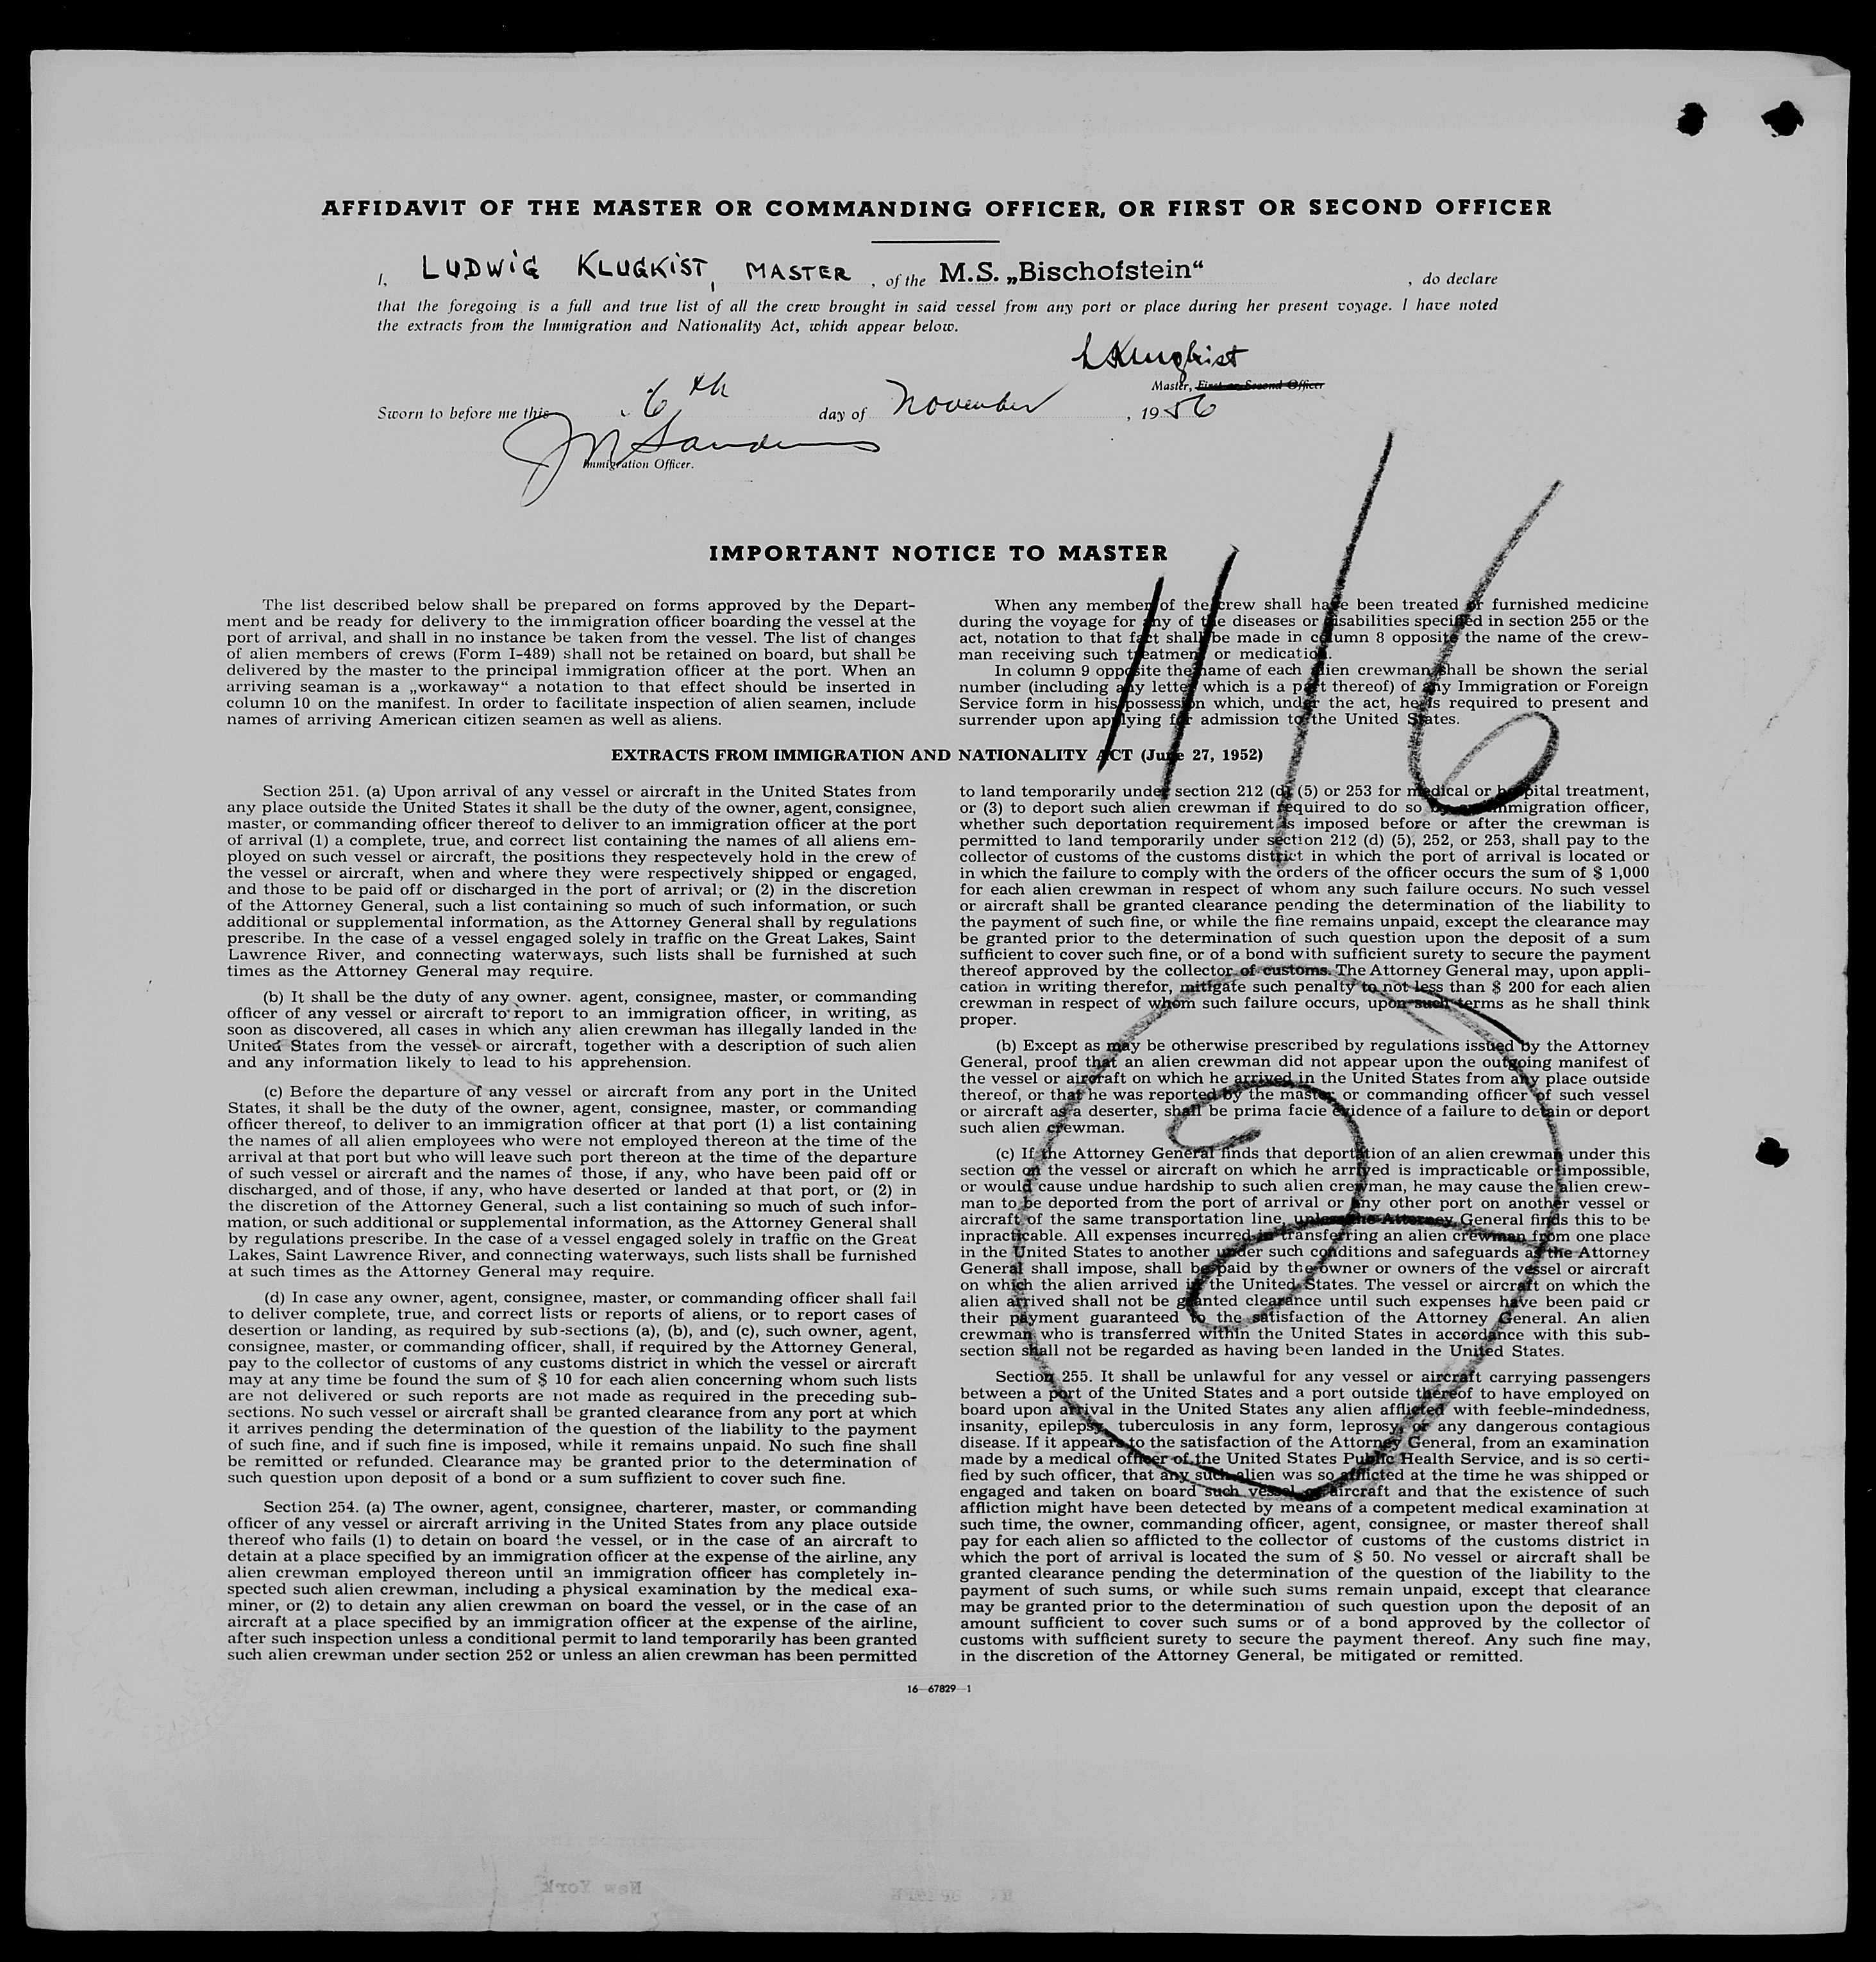 AFFIDAVIT OF THE MASTER OR COMMANDING OFFICER, OR FIRST OR SECOND OFFICER
I, LUDWIG KLUGKIST, MASTER, of the M.S. „Bischofstein“, do declare
that the foregoing is a full and true list of all the crew brought in said vessel from any port or place during her present voyage. I have noted
the extracts from the Immigration and Nationality Act, which appear below.
L Klugkist
Master, First or Second Officer
Sworn to before me this 6th day of November, 1956
J M Sanders
Immigration Officer.
11/6
IMPORTANT NOTICE TO MASTER
The list described below shall be prepared on forms approved by the Depart-
ment and be ready for delivery to the immigration officer boarding the vessel at the
port of arrival, and shall in no instance be taken from the vessel. The list of changes
of alien members of crews (Form I-489) shall not be retained on board, but shall be
delivered by the master to the principal immigration officer at the port. When an
arriving seaman is a „workaway“ a notation to that effect should be inserted in
column 10 on the manifest. In order to facilitate inspection of alien seamen, include
names of arriving American citizen seamen as well as aliens.
When any member of the crew shall have been treated or furnished medicine
during the voyage for any of the diseases or disabilities specified in section 255 or the
act, notation to that fact shall be made in column 8 opposite the name of the crew-
man receiving such treatment or medication.
In column 9 opposite the name of each alien crewman shall be shown the serial
number (including any letter which is a part thereof) of any Immigration or Foreign
Service form in his possession which, under the act, he is required to present and
surrender upon applying for admission to the United States.
EXTRACTS FROM IMMIGRATION AND NATIONALITY ACT (June 27, 1952)
Section 251. (a) Upon arrival of any vessel or aircraft in the United States from
any place outside the United States it shall be the duty of the owner, agent, consignee,
master, or commanding officer thereof to deliver to an immigration officer at the port
of arrival (1) a complete, true, and correct list containing the names of all aliens em-
ployed on such vessel or aircraft, the positions they respectevely hold in the crew of
the vessel or aircraft, when and where they were respectively shipped or engaged,
and those to be paid off or discharged in the port of arrival; or (2) in the discretion
of the Attorney General, such a list containing so much of such information, or such
additional or supplemental information, as the Attorney General shall by regulations
prescribe. In the case of a vessel engaged solely in traffic on the Great Lakes, Saint
Lawrence River, and connecting waterways, such lists shall be furnished at such
times as the Attorney General may require.
(b) It shall be the duty of any owner. agent, consignee, master, or commanding
officer of any vessel or aircraft to report to an immigration officer, in writing, as
soon as discovered, all cases in which any alien crewman has illegally landed in the
United States from the vessel or aircraft, together with a description of such alien
and any information likely to lead to his apprehension.
(c) Before the departure of any vessel or aircraft from any port in the United
States, it shall be the duty of the owner, agent, consignee, master, or commanding
officer thereof, to deliver to an immigration officer at that port (1) a list containing
the names of all alien employees who were not employed thereon at the time of the
arrival at that port but who will leave such port thereon at the time of the departure
of such vessel or aircraft and the names of those, if any, who have been paid off or
discharged, and of those, if any, who have deserted or landed at that port, or (2) in
the discretion of the Attorney General, such a list containing so much of such infor-
mation, or such additional or supplemental information, as the Attorney General shall
by regulations prescribe. In the case of a vessel engaged solely in traffic on the Great
Lakes, Saint Lawrence River, and connecting waterways, such lists shall be furnished
at such times as the Attorney General may require.
(d) In case any owner, agent, consignee, master, or commanding officer shall fail
to deliver complete, true, and correct lists or reports of aliens, or to report cases of
desertion or landing, as required by sub-sections (a), (b), and (c), such owner, agent,
consignee, master, or commanding officer, shall, if required by the Attorney General,
pay to the collector of customs of any customs district in which the vessel or aircraft
may at any time be found the sum of $ 10 for each alien concerning whom such lists
are not delivered or such reports are not made as required in the preceding sub-
sections. No such vessel or aircraft shall be granted clearance from any port at which
it arrives pending the determination of the question of the liability to the payment
of such fine, and if such fine is imposed, while it remains unpaid. No such fine shall
be remitted or refunded. Clearance may be granted prior to the determination of
such question upon deposit of a bond or a sum suffizient to cover such fine.
Section 254. (a) The owner, agent, consignee, charterer, master, or commanding
officer of any vessel or aircraft arriving in the United States from any place outside
thereof who fails (1) to detain on board the vessel, or in the case of an aircraft to
detain at a place specified by an immigration officer at the expense of the airline, any
alien crewman employed thereon until an immigration officer has completely in-
spected such alien crewman, including a physical examination by the medical exa-
miner, or (2) to detain any alien crewman on board the vessel, or in the case of an
aircraft at a place specified by an immigration officer at the expense of the airline,
after such inspection unless a conditional permit to land temporarily has been granted
such alien crewman under section 252 or unless an alien crewman has been permitted
to land temporarily under section 212 (d) (5) or 253 for medical or hospital treatment,
or (3) to deport such alien crewman if required to do so by an immigration officer,
whether such deportation requirement is imposed before or after the crewman is
permitted to land temporarily under section 212 (d) (5), 252, or 253, shall pay to the
collector of customs of the customs district in which the port of arrival is located or
in which the failure to comply with the orders of the officer occurs the sum of $ 1,000
for each alien crewman in respect of whom any such failure occurs. No such vessel
or aircraft shall be granted clearance pending the determination of the liability to
the payment of such fine, or while the fine remains unpaid, except the clearance may
be granted prior to the determination of such question upon the deposit of a sum
sufficient to cover such fine, or of a bond with sufficient surety to secure the payment
thereof approved by the collector of customs. The Attorney General may, upon appli-
cation in writing therefor, mitigate such penalty to not less than $ 200 for each alien
crewman in respect of whom such failure occurs, upon such terms as he shall think
proper.
(b) Except as may be otherwise prescribed by regulations issued by the Attorney
General, proof that an alien crewman did not appear upon the outgoing manifest of
the vessel or aircraft on which he arrived in the United States from any place outside
thereof, or that he was reported by the master or commanding officer of such vessel
or aircraft as a deserter, shall be prima facie evidence of a failure to detain or deport
such alien crewman.
(c) If the Attorney General finds that deportation of an alien crewman under this
section on the vessel or aircraft on which he arrived is impracticable or impossible,
or would cause undue hardship to such alien crewman, he may cause the alien crew-
man to be deported from the port of arrival or any other port on another vessel or
aircraft of the same transportation line, unless the Attorney General finds this to be
inpracticable. All expenses incurred in transferring an alien crewman from one place
in the United States to another under such conditions and safeguards as the Attorney
General shall impose, shall be paid by the owner or owners of the vessel or aircraft
on which the alien arrived in the United States. The vessel or aircraft on which the
alien arrived shall not be granted clearance until such expenses have been paid or
their payment guaranteed to the satisfaction of the Attorney General. An alien
crewman who is transferred within the United States in accordance with this sub-
section shall not be regarded as having been landed in the United States.
Section 255. It shall be unlawful for any vessel or aircraft carrying passengers
between a port of the United States and a port outside thereof to have employed on
board upon arrival in the United States any alien afflicted with feeble-mindedness,
insanity, epilepsy, tuberculosis in any form, leprosy, or any dangerous contagious
disease. If it appears to the satisfaction of the Attorney General, from an examination
made by a medical officer of the United States Public Health Service, and is so certi-
fied by such officer, that any such alien was so afflicted at the time he was shipped or
engaged and taken on board such vessel or aircraft and that the existence of such
affliction might have been detected by means of a competent medical examination at
such time, the owner, commanding officer, agent, consignee, or master thereof shall
pay for each alien so afflicted to the collector of customs of the customs district in
which the port of arrival is located the sum of $ 50. No vessel or aircraft shall be
granted clearance pending the determination of the question of the liability to the
payment of such sums, or while such sums remain unpaid, except that clearance
may be granted prior to the determination of such question upon the deposit of an
amount sufficient to cover such sums or of a bond approved by the collector of
customs with sufficient surety to secure the payment thereof. Any such fine may,
in the discretion of the Attorney General, be mitigated or remitted.
2
16—67829-1
New York